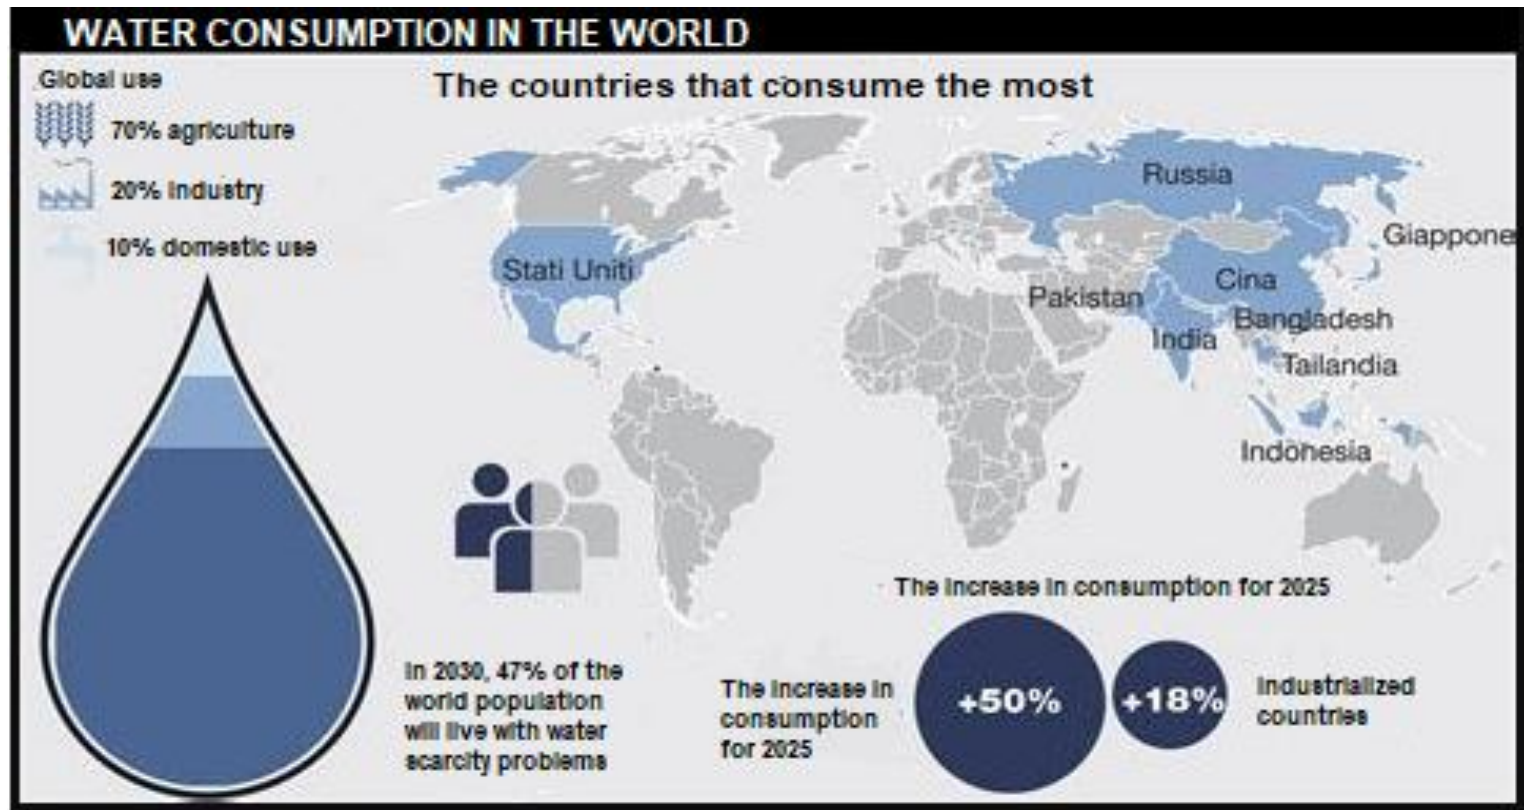 WATER CONSUMPTION IN THE WORLD
Global use
70% agriculture
20% Industry
10% domestic use
The countries that consume the most
Russia
Giappone
Stati Uniti
Cina
Pakistan
Bangladesh
India
Tailandia
Indonesia
In 2030, 47% of the
world population
will live with water
scarcity problems
The Increase In consumption for 2025
The Increase In
consumption
for 2025
+50%
+18%
Industrialized
countries